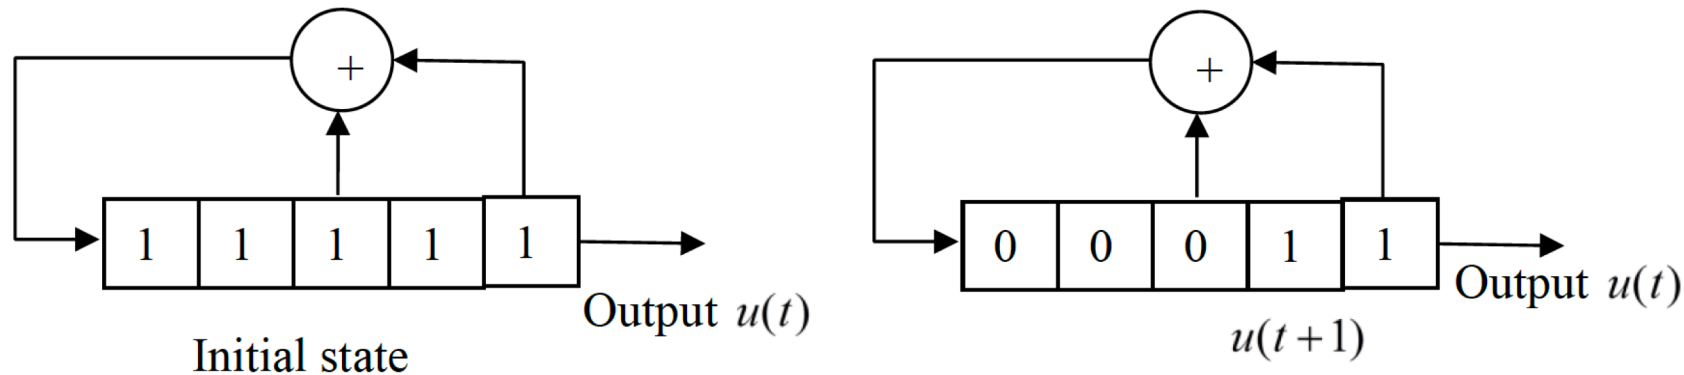 +
1 1 1 1 1
Output u(t)
Initial state
+
0 0 0 1 1
Output u(t)
u(t+1)